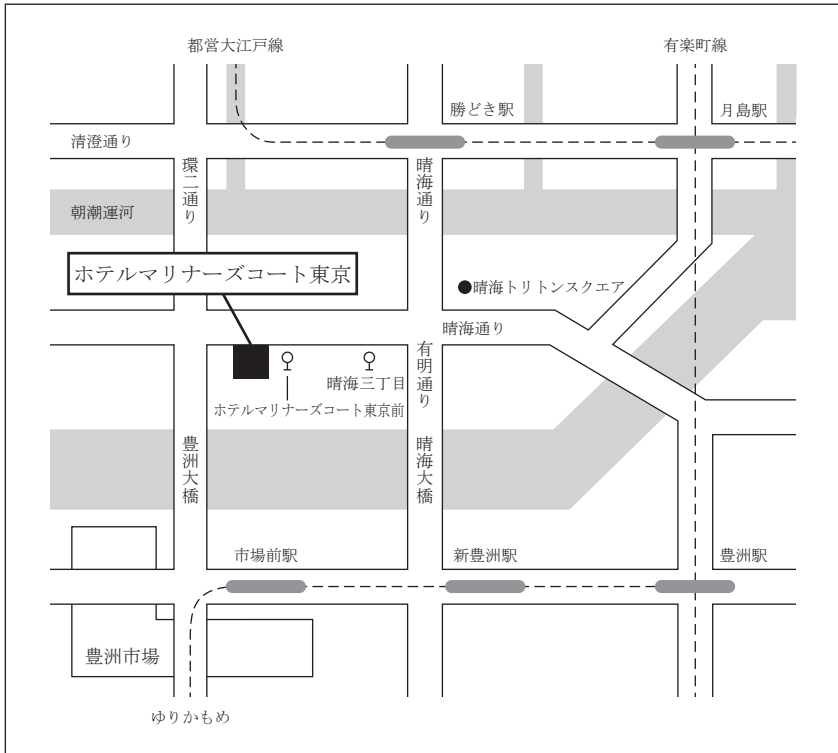 都営大江戸線
有楽町線
勝どき駅
月島駅
清澄通り
環二通り
晴海通り
朝潮運河
ホテルマリナーズコート東京
晴海トリトンスクエア
晴海通り
有明通り
晴海三丁目
ホテルマリナーズコート東京前
豊洲大橋
晴海大橋
市場前駅
新豊洲駅
豊洲駅
豊洲市場
ゆりかもめ